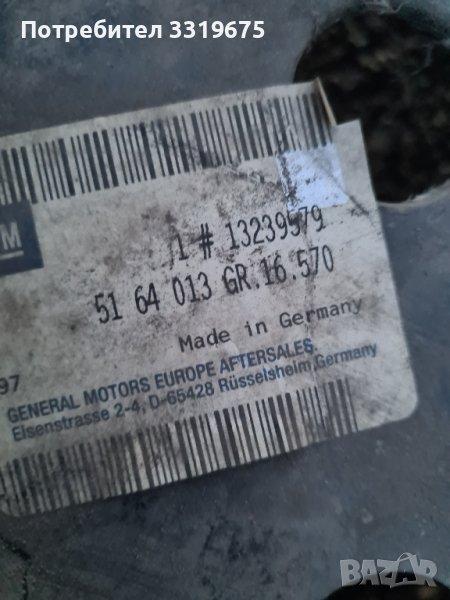 Потребител 3319675
M
1 # 13239579
51 64 013 GR.16.570
Made in Germany
97
GENERAL MOTORS EUROPE AFTERSALES.
Eisenstrasse 2-4, D-65428 Rüsselsheim, Germany
BAZAR